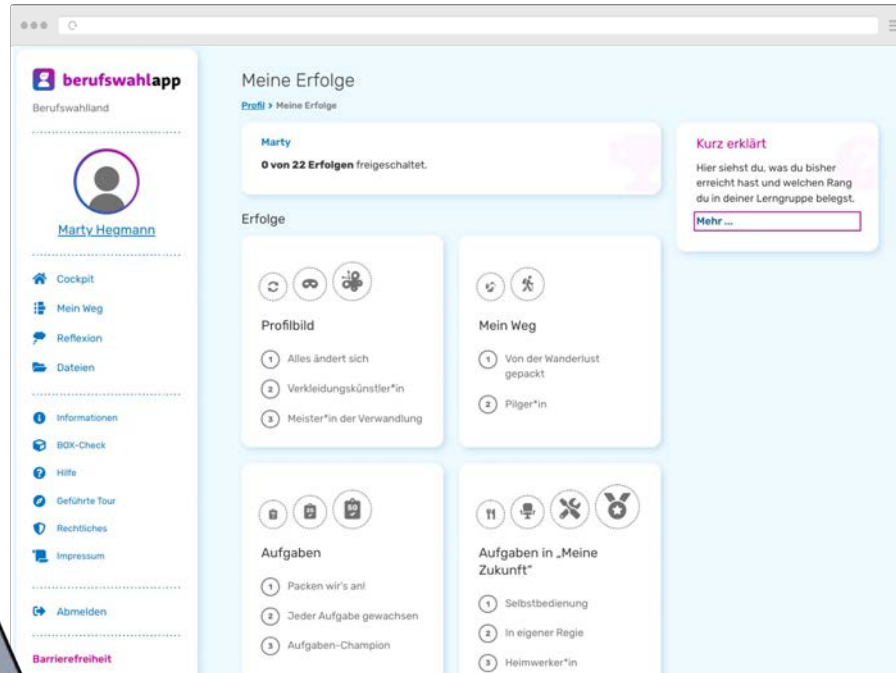 berufswahlapp
Berufswahlland
Marty Hegmann
Cockpit
Mein Weg
Reflexion
Dateien
Informationen
BOX-Check
Hilfe
Geführte Tour
Rechtliches
Impressum
Abmelden
Barrierefreiheit
Meine Erfolge
Profil > Meine Erfolge
Marty
0 von 22 Erfolgen freigeschaltet.
Erfolge
Profilbild
1 Alles ändert sich
2 Verkleidungskünstler*in
3 Meister*in der Verwandlung
Mein Weg
1 Von der Wanderlust
gepackt
2 Pilger*in
25
50
Aufgaben
1 Packen wir's an!
2 Jeder Aufgabe gewachsen
3 Aufgaben-Champion
Aufgaben in „Meine
Zukunft“
1 Selbstbedienung
2 In eigener Regie
3 Heimwerker*in
Kurz erklärt
Hier siehst du, was du bisher
erreicht hast und welchen Rang
du in deiner Lerngruppe belegst.
Mehr ...